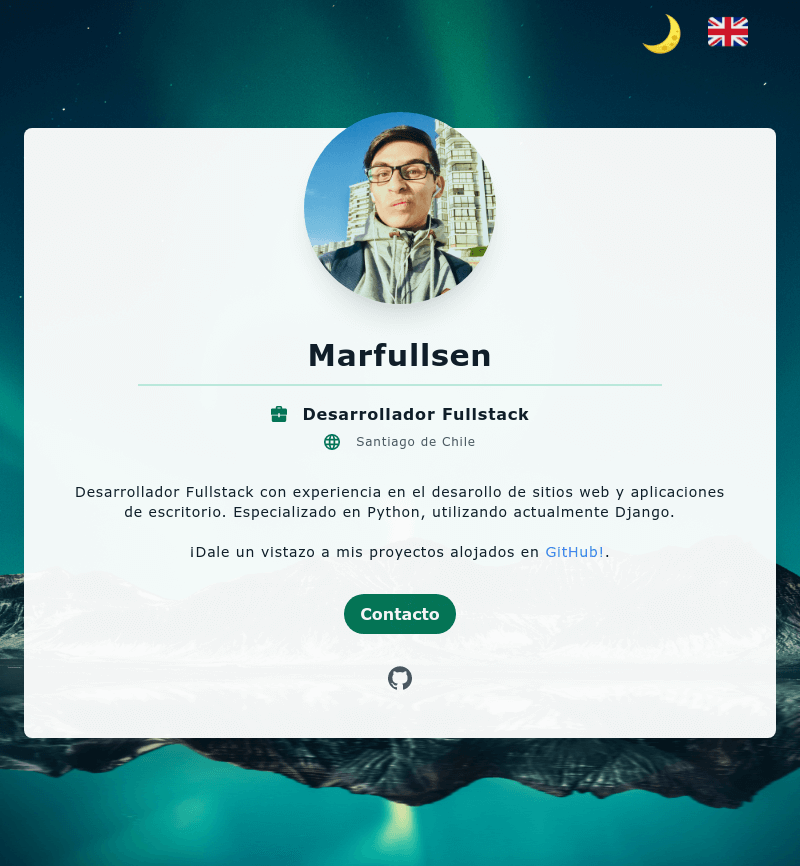 Marfullsen
Desarrollador Fullstack
Santiago de Chile
Desarrollador Fullstack con experiencia en el desarollo de sitios web y aplicaciones
de escritorio. Especializado en Python, utilizando actualmente Django.
¡Dale un vistazo a mis proyectos alojados en GitHub!.
Contacto